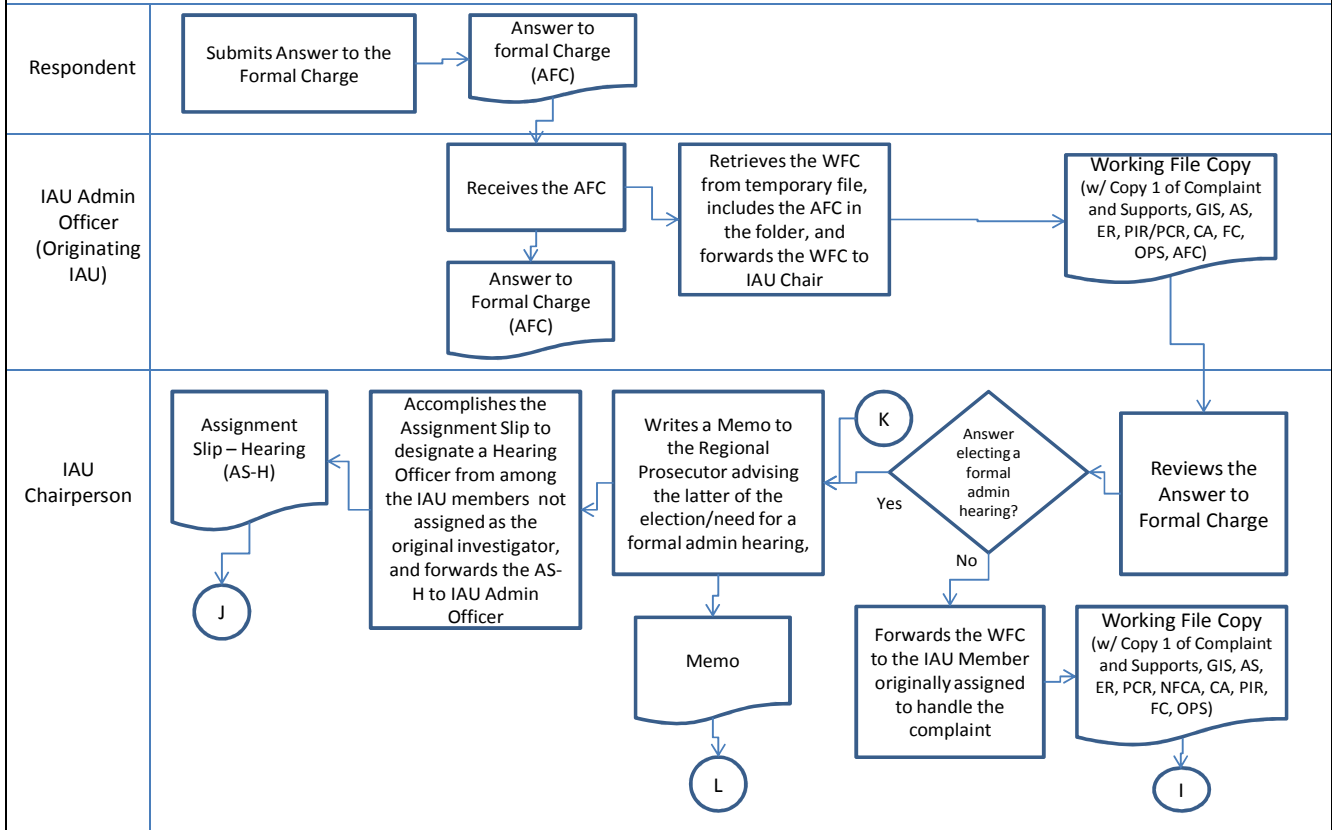 Respondent
Submits Answer to the
Formal Charge
Answer to
formal Charge
(AFC)
IAU Admin
Officer
(Originating
IAU)
Receives the AFC
Answer to
Formal Charge
(AFC)
Retrieves the WFC
from temporary file,
includes the AFC in
the folder, and
forwards the WFC to
IAU Chair
Working File Copy
(w/ Copy 1 of Complaint
and Supports, GIS, AS,
ER, PIR/PCR, CA, FC,
OPS, AFC)
IAU
Chairperson
Assignment
Slip – Hearing
(AS-H)
J
Accomplishes the
Assignment Slip to
designate a Hearing
Officer from among
the IAU members not
assigned as the
original investigator,
and forwards the AS-
H to IAU Admin
Officer
Writes a Memo to
the Regional
Prosecutor advising
the latter of the
election/need for a
formal admin hearing,
Memo
L
K
Yes
Answer
electing a
formal
admin
hearing?
No
Reviews the
Answer to
Formal Charge
Forwards the WFC
to the IAU Member
originally assigned
to handle the
complaint
Working File Copy
(w/ Copy 1 of Complaint
and Supports, GIS, AS,
ER, PCR, NFCA, CA, PIR,
FC, OPS)
I